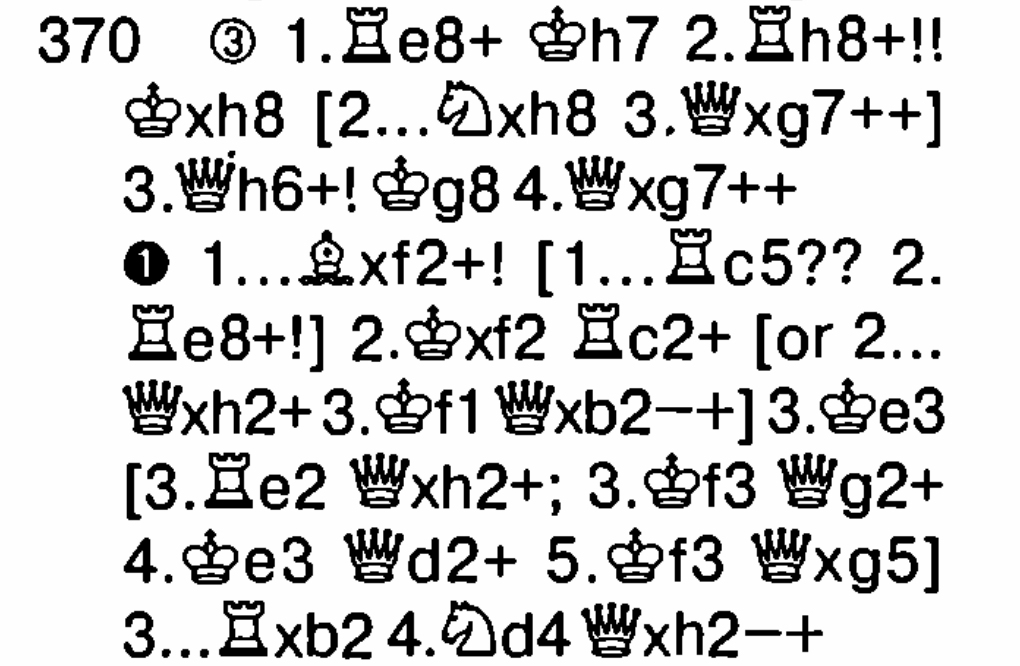 370 ③ 1.♖e8+ ♔h7 2.♖h8+!!
♔xh8 [2...♘xh8 3.♕xg7++]
3.♕h6+! ♔g8 4.♕xg7++
❶ 1...♗xf2+! [1...♖c5?? 2.
♖e8+!] 2.♔xf2 ♖c2+ [or 2...
♕xh2+ 3.♔f1 ♕xb2−+] 3.♔e3
[3.♖e2 ♕xh2+; 3.♔f3 ♕g2+
4.♔e3 ♕d2+ 5.♔f3 ♕xg5]
3...♖xb2 4.♘d4 ♕xh2−+